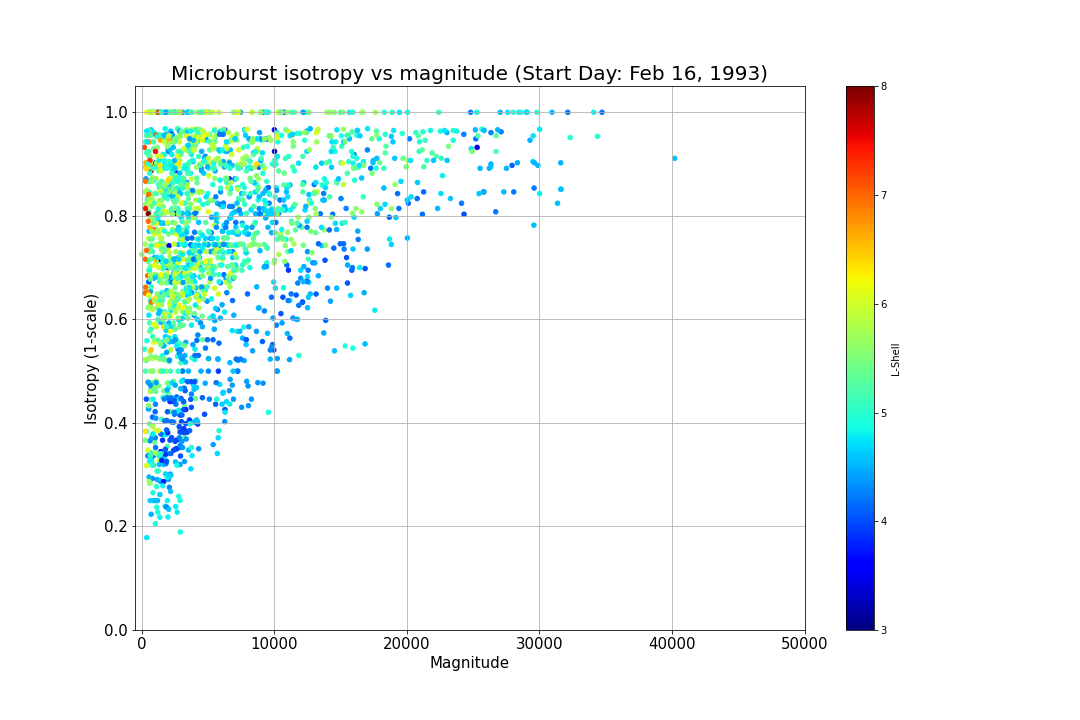 Microburst isotropy vs magnitude (Start Day: Feb 16, 1993)
Isotropy (1-scale)
1.0
0.8
0.6
0.4
0.2
0.0
0 10000 20000 30000 40000 50000
Magnitude
8
7
6
5
4
3
L-Shell